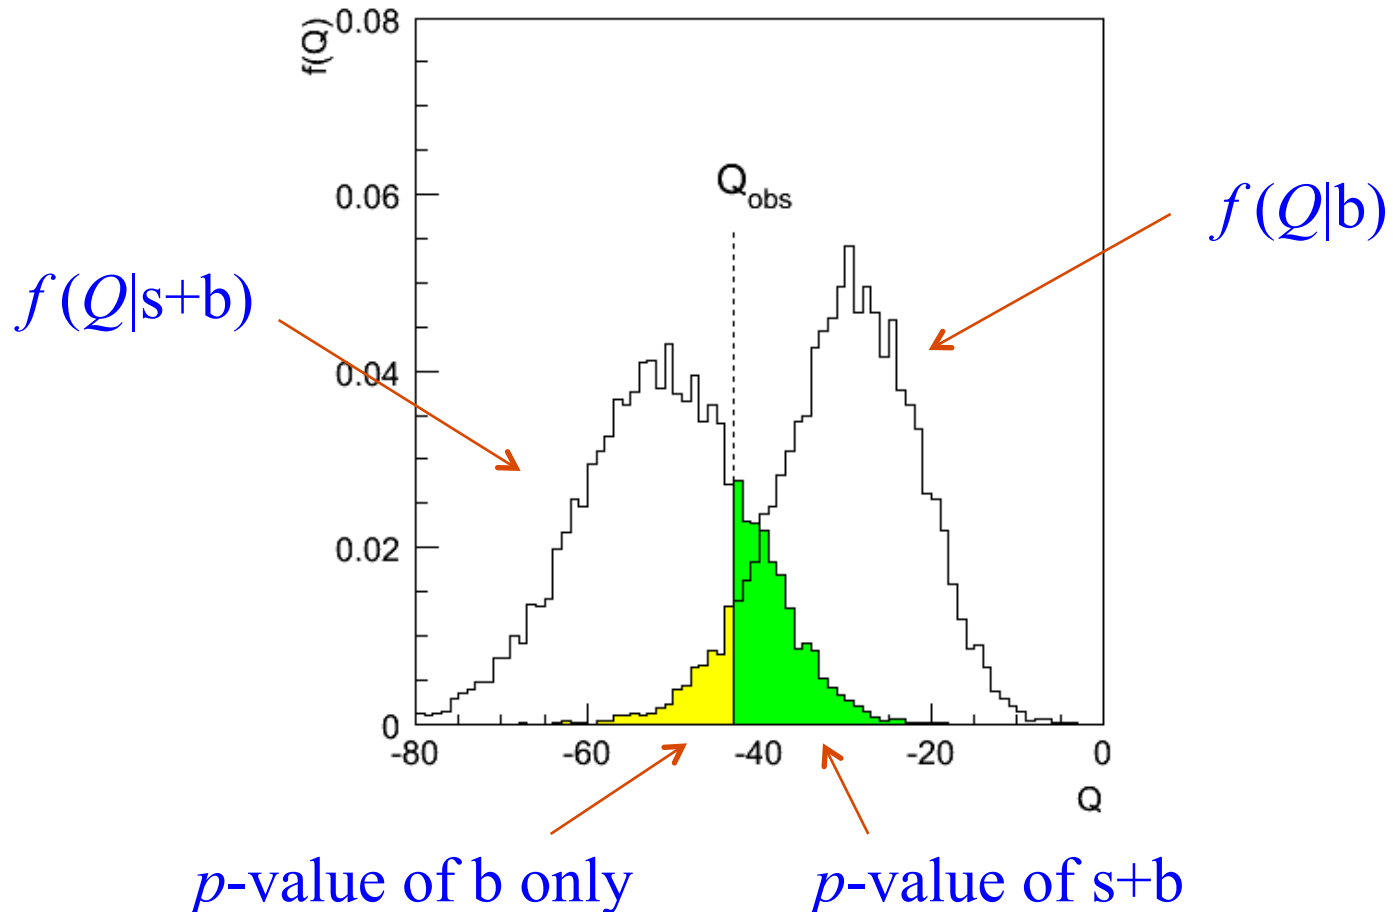 f(Q)
0.08
0.06
0.04
0.02
0
Q_obs
f (Q|s+b)
f (Q|b)
-80 -60 -40 -20 0
Q
p-value of b only
p-value of s+b